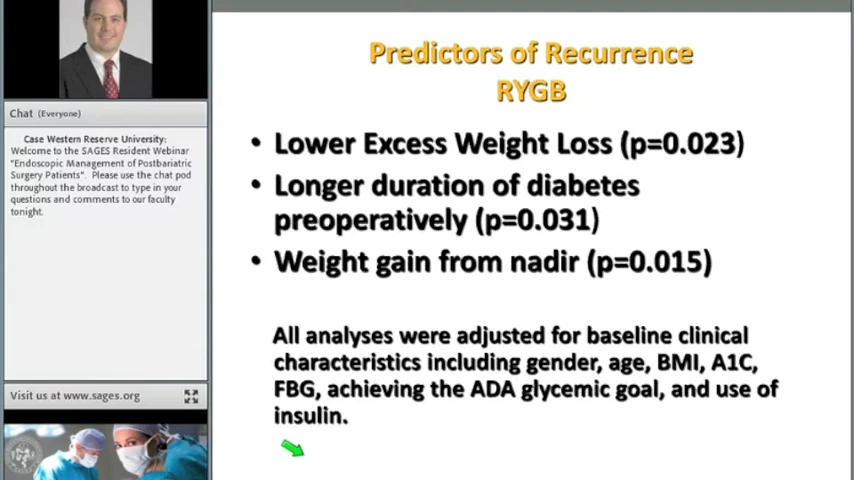 Chat (Everyone)
Case Western Reserve University:
Welcome to the SAGES Resident Webinar
"Endoscopic Management of Postbariatric
Surgery Patients". Please use the chat pod
throughout the broadcast to type in your
questions and comments to our faculty
tonight.
Visit us at www.sages.org
Predictors of Recurrence
RYGB
• Lower Excess Weight Loss (p=0.023)
• Longer duration of diabetes
preoperatively (p=0.031)
• Weight gain from nadir (p=0.015)
All analyses were adjusted for baseline clinical
characteristics including gender, age, BMI, A1C,
FBG, achieving the ADA glycemic goal, and use of
insulin.